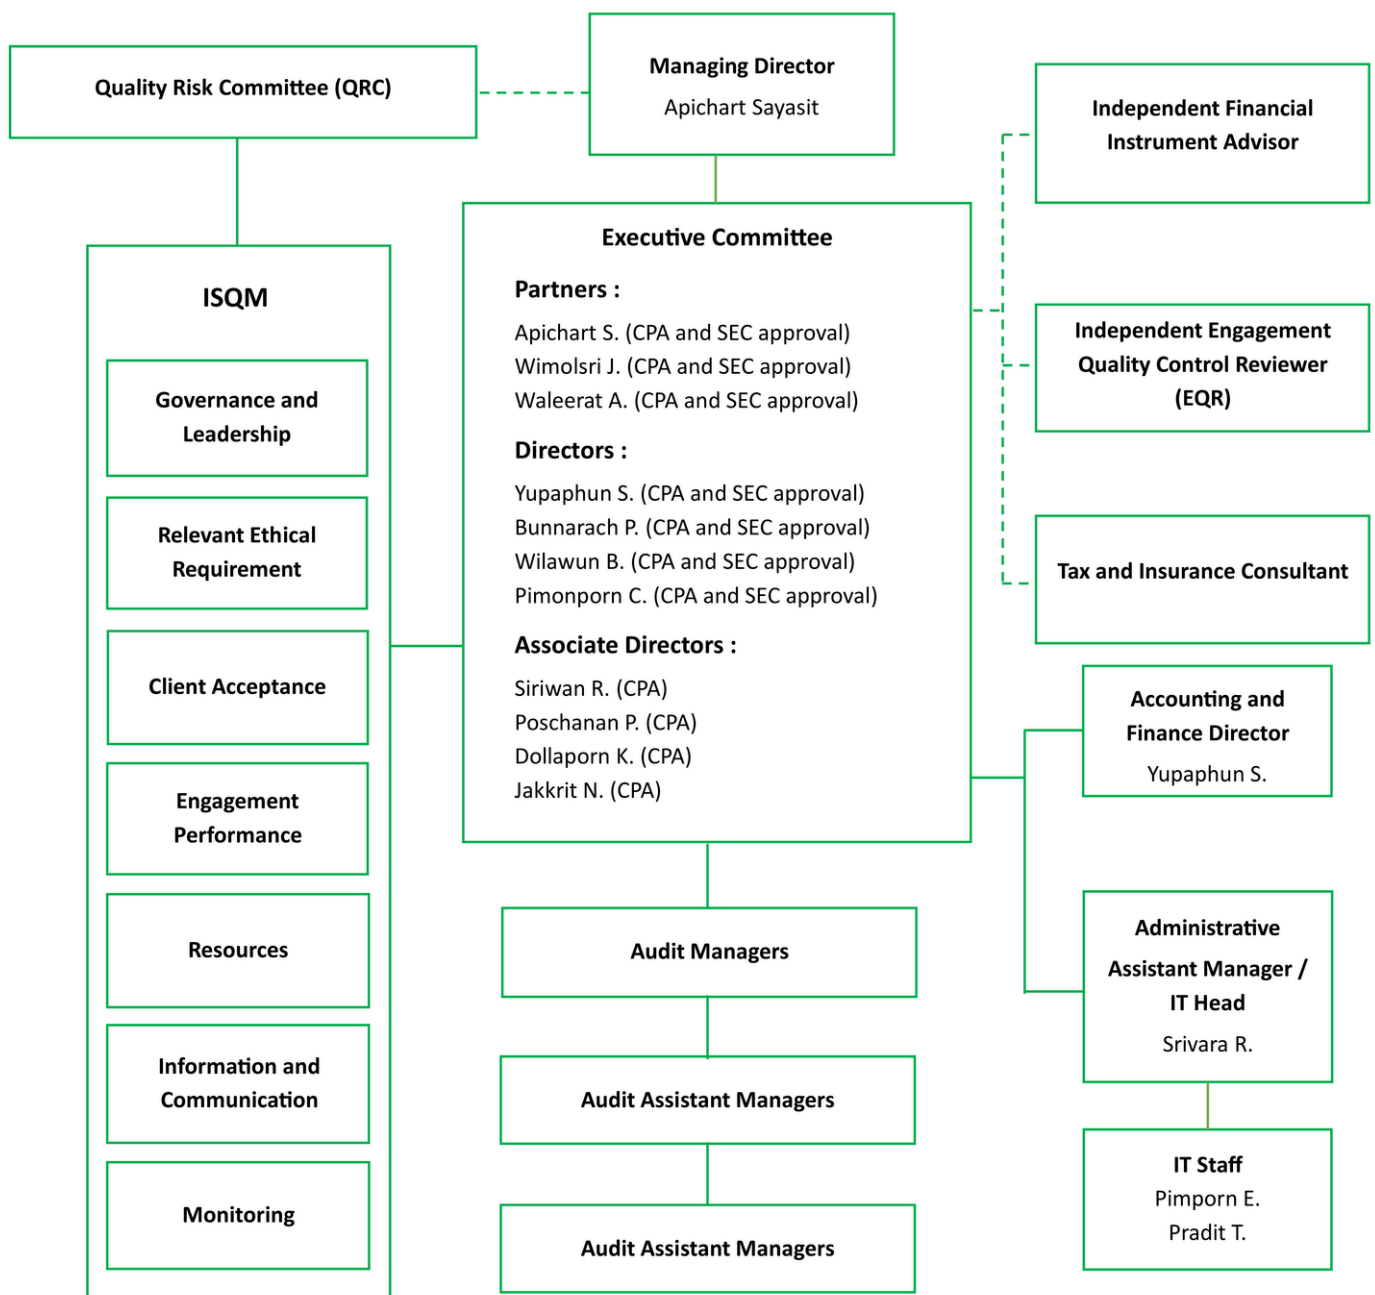 Quality Risk Committee (QRC)
Managing Director
Apichart Sayasit
Independent Financial
Instrument Advisor
Independent Engagement
Quality Control Reviewer
(EQR)
Tax and Insurance Consultant
ISQM
Governance and
Leadership
Relevant Ethical
Requirement
Client Acceptance
Engagement
Performance
Resources
Information and
Communication
Monitoring
Executive Committee
Partners :
Apichart S. (CPA and SEC approval)
Wimolsri J. (CPA and SEC approval)
Waleerat A. (CPA and SEC approval)
Directors :
Yupaphun S. (CPA and SEC approval)
Bunnarach P. (CPA and SEC approval)
Wilawun B. (CPA and SEC approval)
Pimonporn C. (CPA and SEC approval)
Associate Directors :
Siriwan R. (CPA)
Poschanan P. (CPA)
Dollaporn K. (CPA)
Jakkrit N. (CPA)
Audit Managers
Audit Assistant Managers
Audit Assistant Managers
Accounting and
Finance Director
Yupaphun S.
Administrative
Assistant Manager /
IT Head
Srivara R.
IT Staff
Pimporn E.
Pradit T.